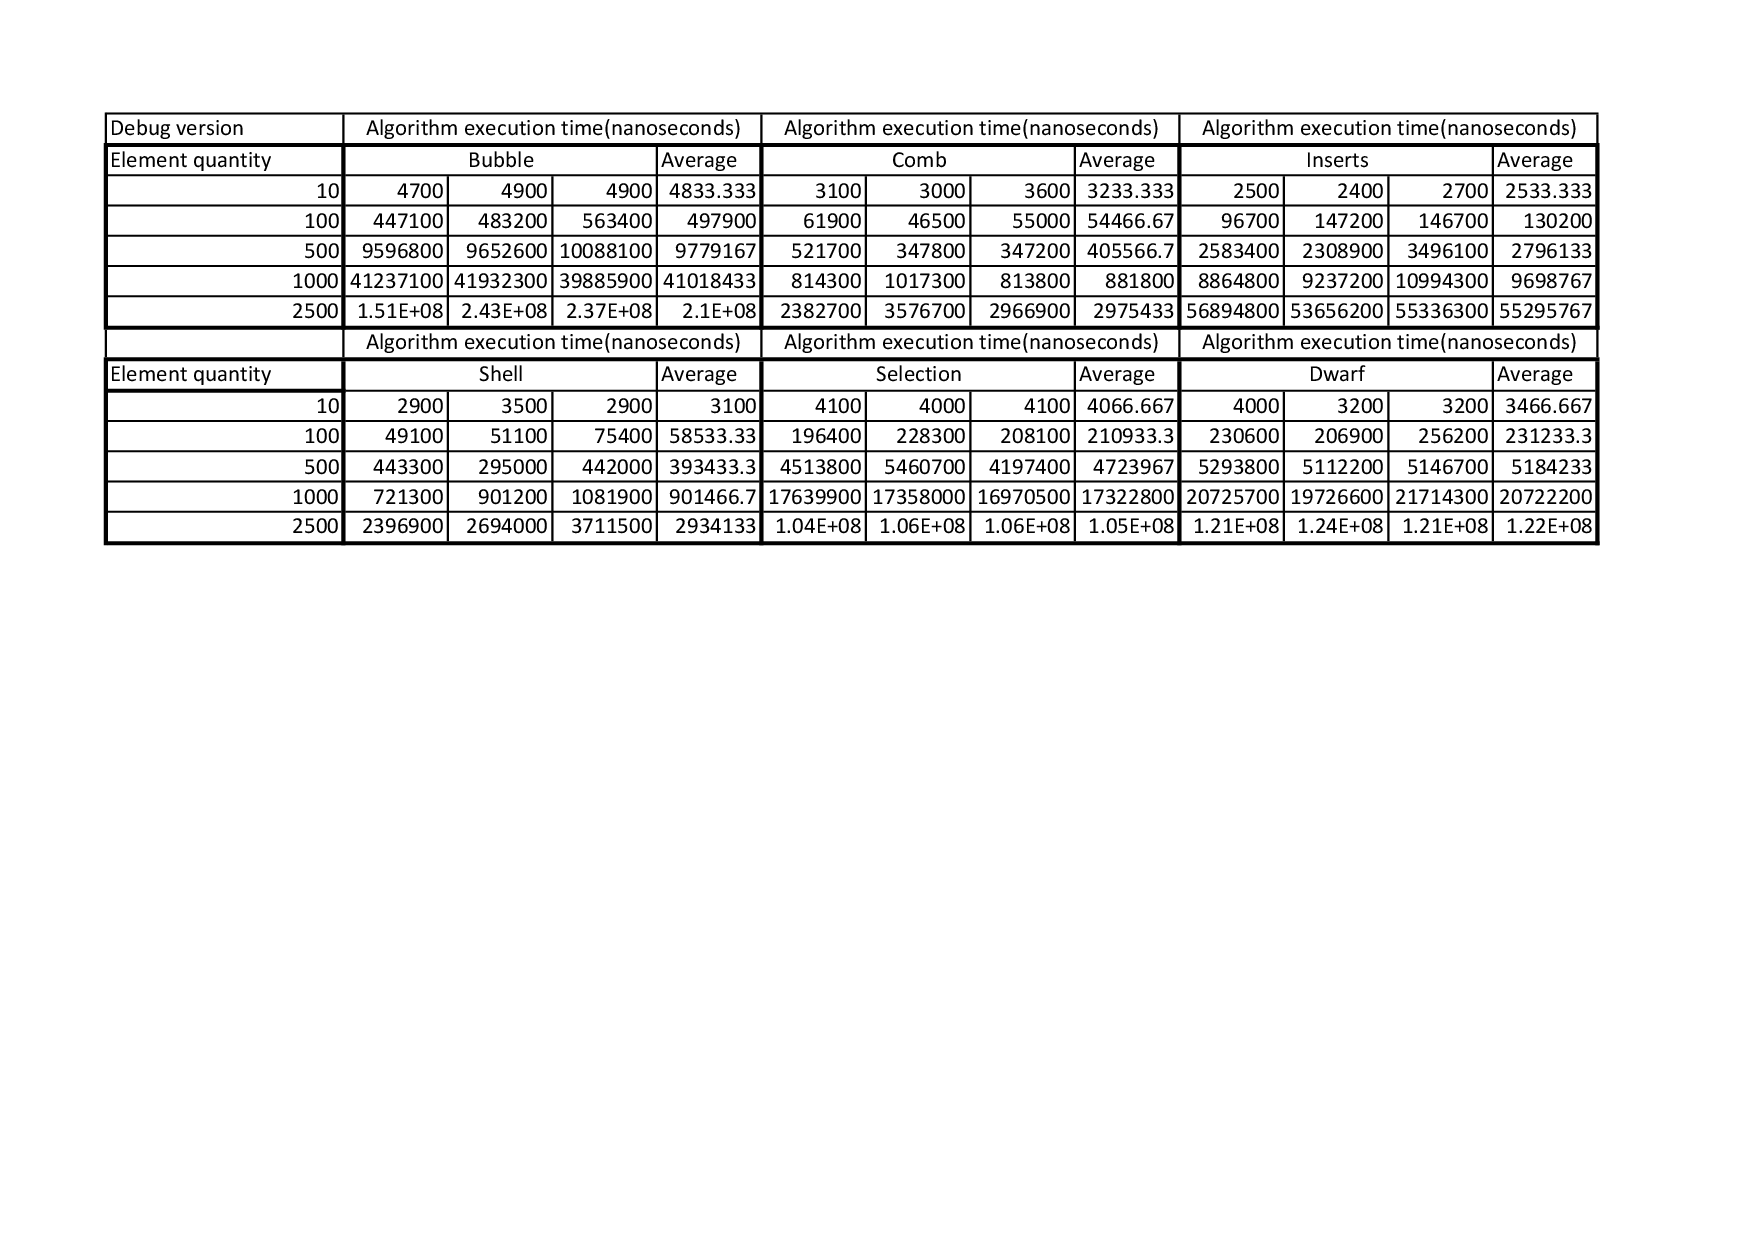 Debug version Algorithm execution time(nanoseconds) Algorithm execution time(nanoseconds) Algorithm execution time(nanoseconds)
Element quantity Bubble Average Comb Average Inserts Average
10 4700 4900 4900 4833.333 3100 3000 3600 3233.333 2500 2400 2700 2533.333
100 447100 483200 563400 497900 61900 46500 55000 54466.67 96700 147200 146700 130200
500 9596800 9652600 10088100 9779167 521700 347800 347200 405566.7 2583400 2308900 3496100 2796133
1000 41237100 41932300 39885900 41018433 814300 1017300 813800 881800 8864800 9237200 10994300 9698767
2500 1.51E+08 2.43E+08 2.37E+08 2.1E+08 2382700 3576700 2966900 2975433 56894800 53656200 55336300 55295767
Algorithm execution time(nanoseconds) Algorithm execution time(nanoseconds) Algorithm execution time(nanoseconds)
Element quantity Shell Average Selection Average Dwarf Average
10 2900 3500 2900 3100 4100 4000 4100 4066.667 4000 3200 3200 3466.667
100 49100 51100 75400 58533.33 196400 228300 208100 210933.3 230600 206900 256200 231233.3
500 443300 295000 442000 393433.3 4513800 5460700 4197400 4723967 5293800 5112200 5146700 5184233
1000 721300 901200 1081900 901466.7 17639900 17358000 16970500 17322800 20725700 19726600 21714300 20722200
2500 2396900 2694000 3711500 2934133 1.04E+08 1.06E+08 1.06E+08 1.05E+08 1.21E+08 1.24E+08 1.21E+08 1.22E+08